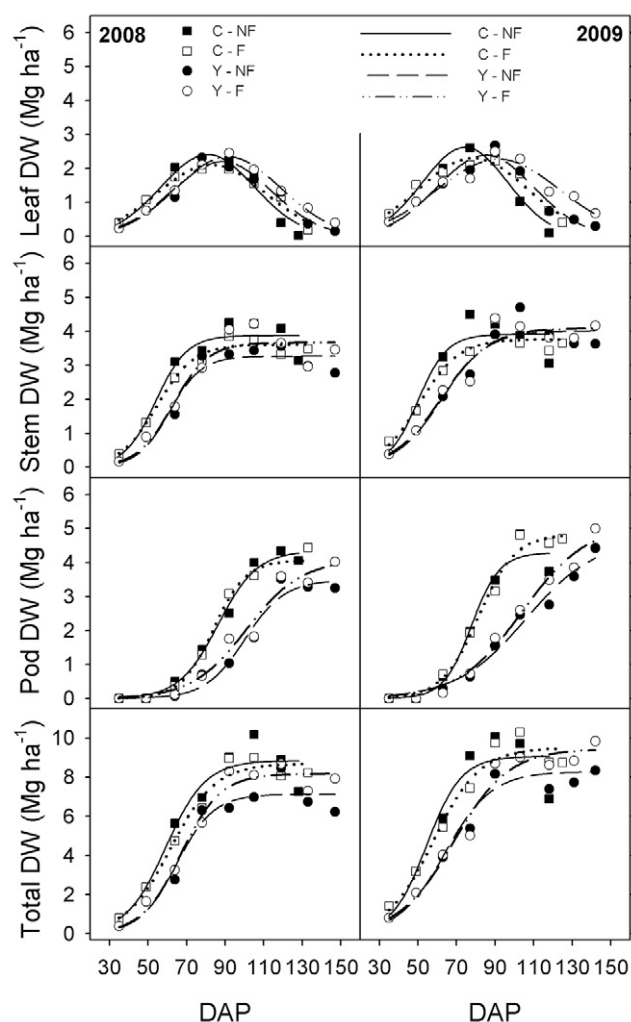 2008
C - NF
C - F
Y - NF
Y - F
C - NF
C - F
Y - NF
Y - F
2009
Leaf DW (Mg ha⁻¹)
6
5
4
3
2
1
0
Stem DW (Mg ha⁻¹)
6
5
4
3
2
1
0
Pod DW (Mg ha⁻¹)
6
5
4
3
2
1
0
Total DW (Mg ha⁻¹)
10
8
6
4
2
0
30 50 70 90 110 130 150
30 50 70 90 110 130 150
DAP
DAP